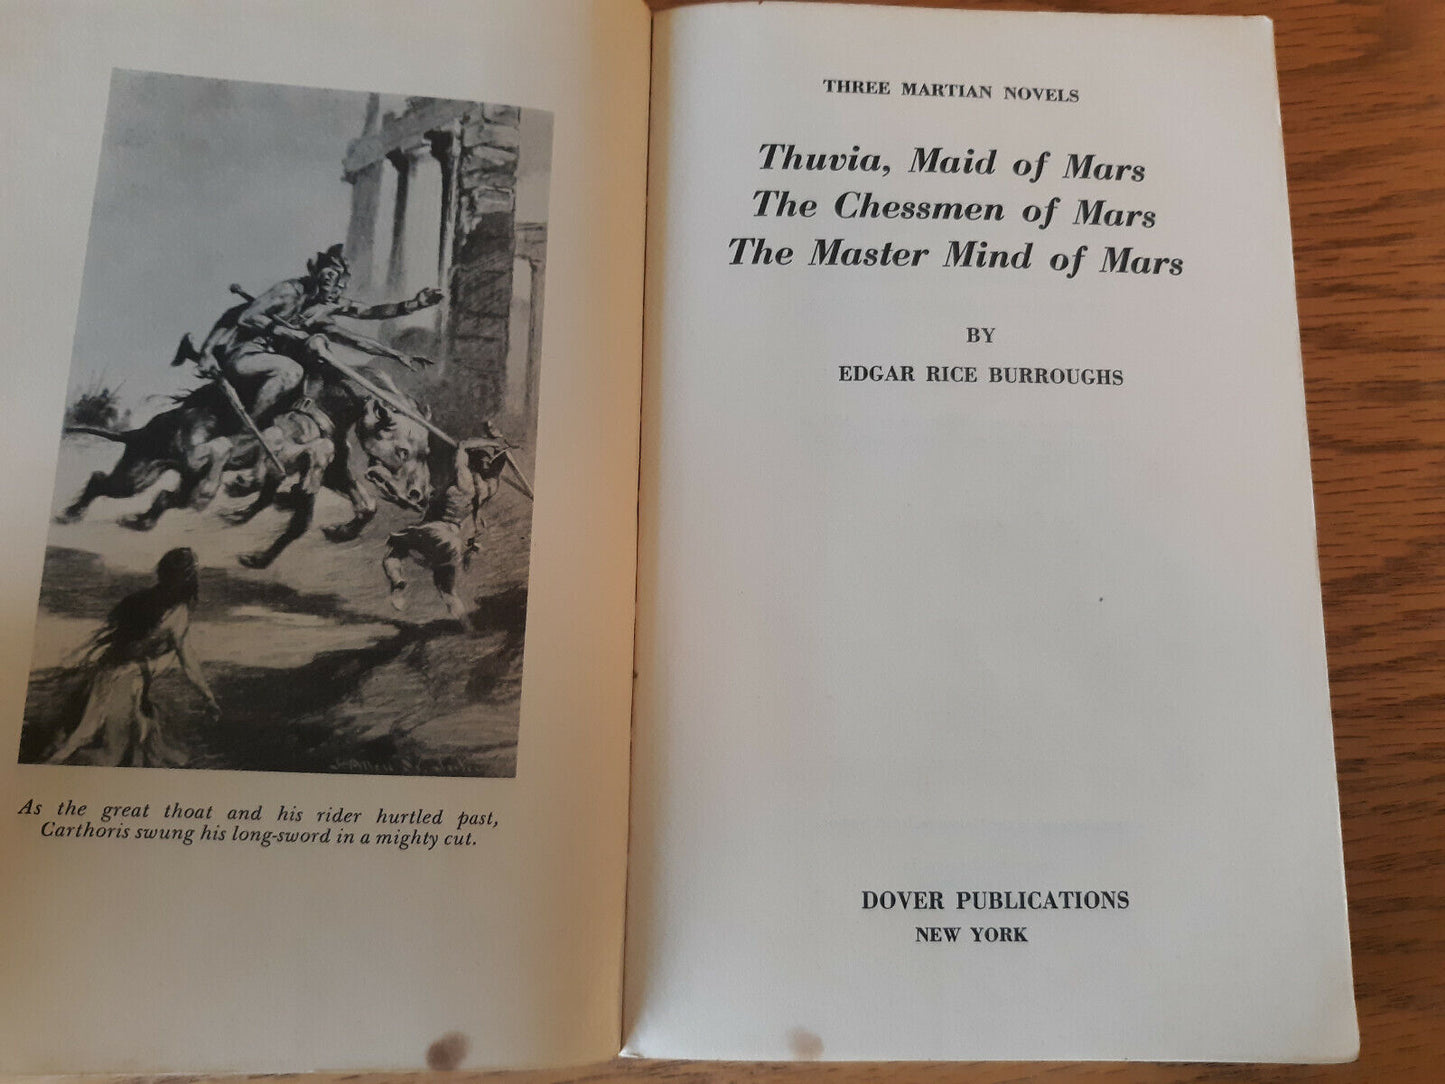 As the great thoat and his rider hurtled past,
Carthoris swung his long-sword in a mighty cut.
THREE MARTIAN NOVELS
Thuvia, Maid of Mars
The Chessmen of Mars
The Master Mind of Mars
BY
EDGAR RICE BURROUGHS
DOVER PUBLICATIONS
NEW YORK